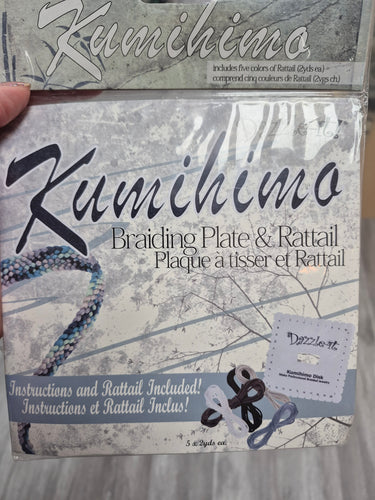 Kumihimo
includes five colors of Rattail (2yds ea.) ~
comprend cinq couleurs de Rattail (2vgs ch.)
Kumihimo
Braiding Plate & Rattail
Plaque à tisser et Rattail
Dazzle-it!
Kumihimo Disk
Instructions and Rattail Included!
Instructions et Rattail Inclus!
5 x 2yds ea.